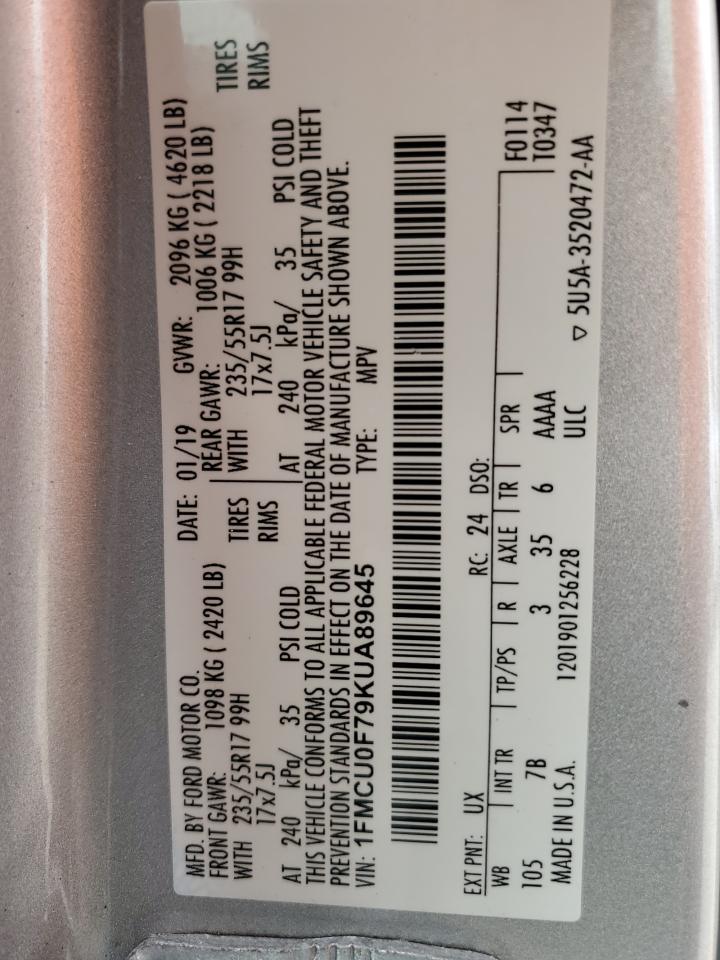 MFD. BY FORD MOTOR CO.
DATE: 01/19 GVWR: 2096 KG ( 4620 LB)
FRONT GAWR: 1098 KG ( 2420 LB) REAR GAWR: 1006 KG ( 2218 LB)
WITH 235/55R17 99H TIRES WITH 235/55R17 99H TIRES
17x7.5J RIMS 17x7.5J RIMS
AT 240 kPa/ 35 PSI COLD AT 240 kPa/ 35 PSI COLD
THIS VEHICLE CONFORMS TO ALL APPLICABLE FEDERAL MOTOR VEHICLE SAFETY AND THEFT
PREVENTION STANDARDS IN EFFECT ON THE DATE OF MANUFACTURE SHOWN ABOVE.
VIN: 1FMCU0F79KUA89645 TYPE: MPV
EXT PNT: UX RC: 24 DSO:
WB INT TR TP/PS R AXLE TR SPR F0114
105 7B 3 35 6 AAAA T0347
MADE IN U.S.A. 1201901256228 ULC ▽ 5U5A-3520472-AA